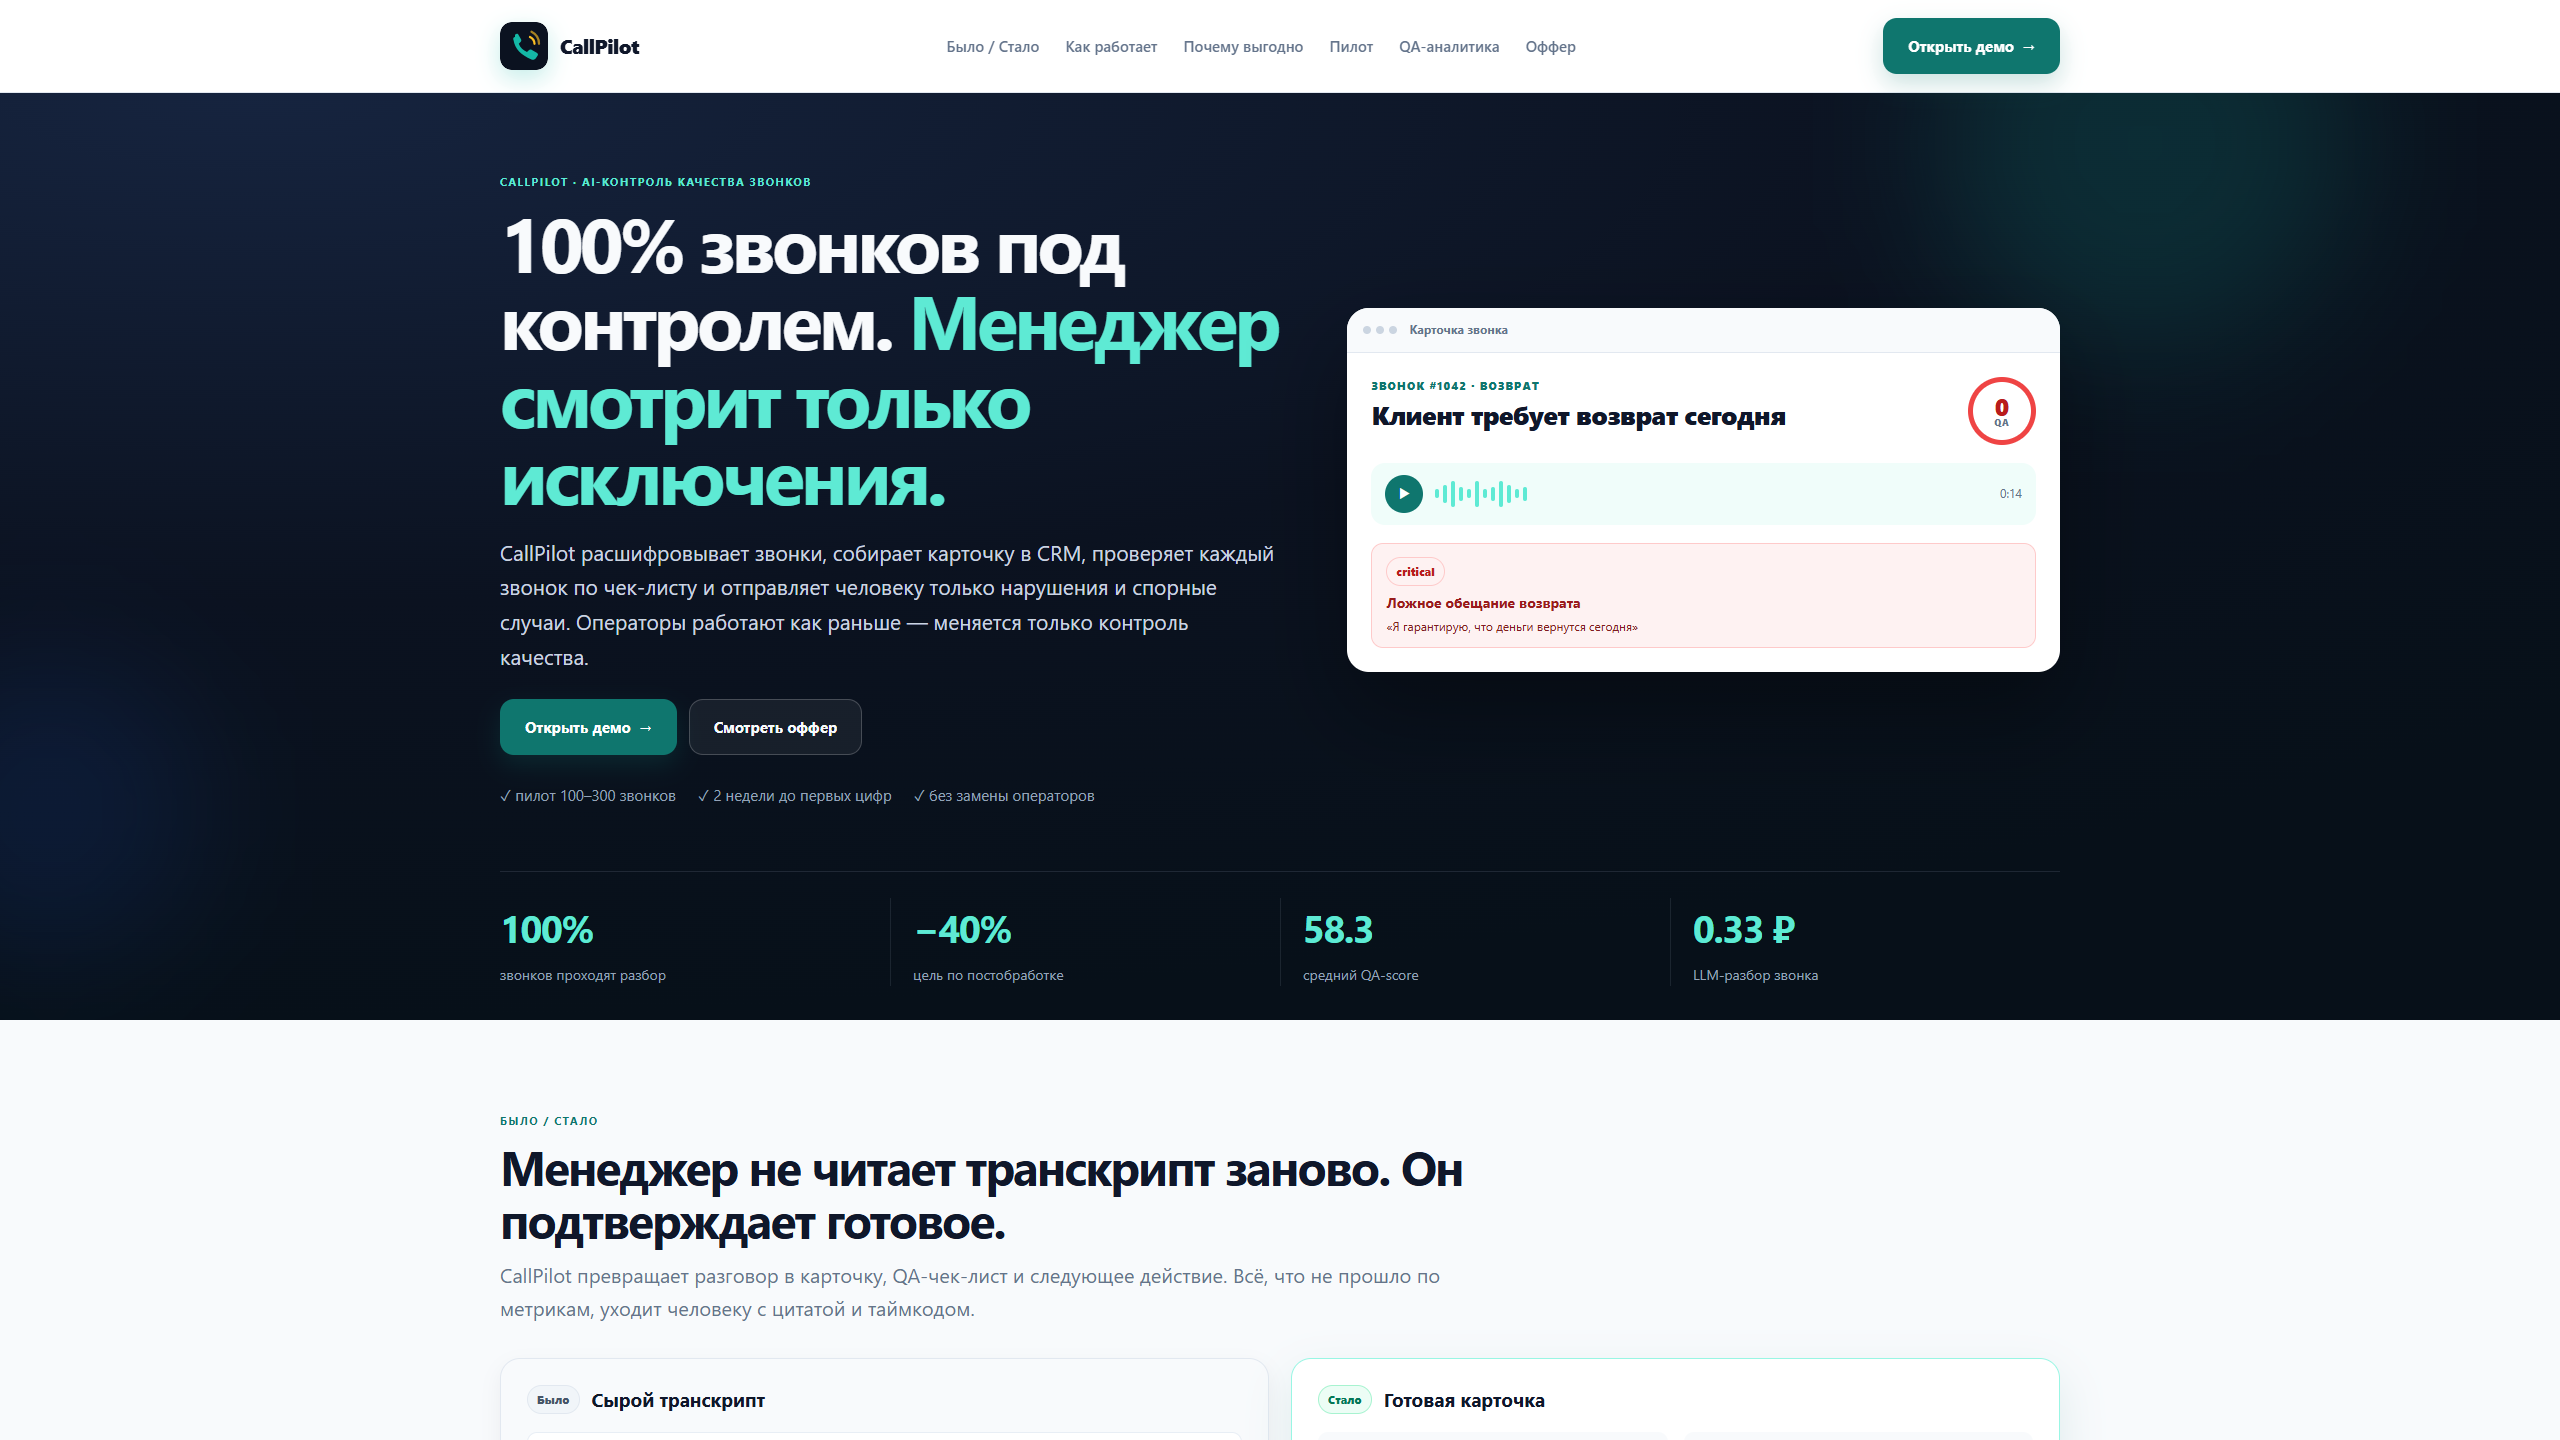 CallPilot
Было / Стало
Как работает
Почему выгодно
Пилот
QA-аналитика
Оффер
Открыть демо →
CALLPILOT · AI-КОНТРОЛЬ КАЧЕСТВА ЗВОНКОВ
100% звонков под
контролем. Менеджер
смотрит только
исключения.
CallPilot расшифровывает звонки, собирает карточку в CRM, проверяет каждый
звонок по чек-листу и отправляет человеку только нарушения и спорные
случаи. Операторы работают как раньше — меняется только контроль
качества.
Открыть демо →
Смотреть оффер
✓ пилот 100–300 звонков
✓ 2 недели до первых цифр
✓ без замены операторов
Карточка звонка
ЗВОНОК #1042 · ВОЗВРАТ
Клиент требует возврат сегодня
0
QA
0:14
critical
Ложное обещание возврата
«Я гарантирую, что деньги вернутся сегодня»
100%
звонков проходят разбор
−40%
цель по постобработке
58.3
средний QA-score
0.33 ₽
LLM-разбор звонка
БЫЛО / СТАЛО
Менеджер не читает транскрипт заново. Он
подтверждает готовое.
CallPilot превращает разговор в карточку, QA-чек-лист и следующее действие. Всё, что не прошло по
метрикам, уходит человеку с цитатой и таймкодом.
Было
Сырой транскрипт
Стало
Готовая карточка